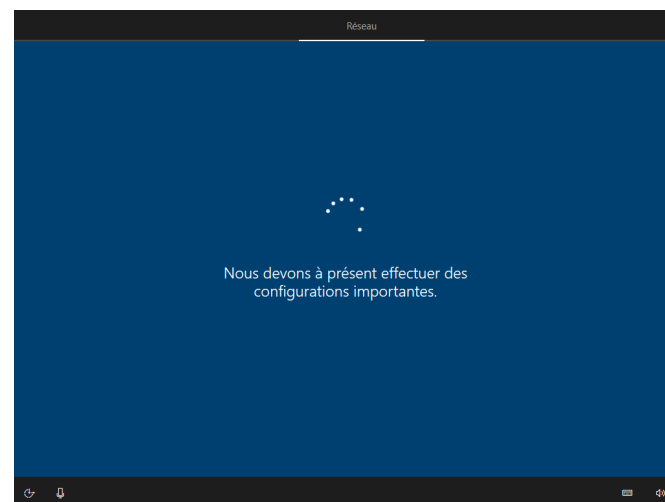 Réseau
Nous devons à présent effectuer des
configurations importantes.